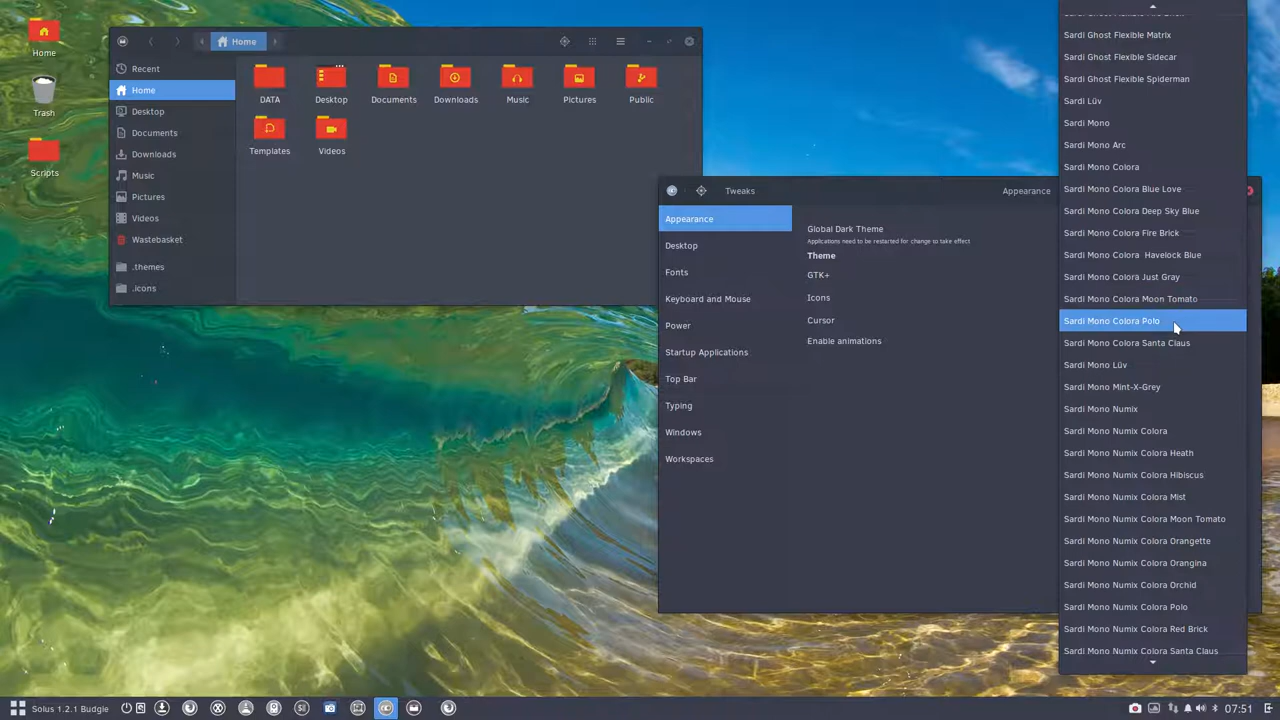 Home
Trash
Scripts
Home
Recent
Home
Desktop
Documents
Downloads
Music
Pictures
Videos
Wastebasket
.themes
.icons
DATA
Desktop
Documents
Downloads
Music
Pictures
Public
Templates
Videos
Tweaks
Appearance
Appearance
Desktop
Fonts
Keyboard and Mouse
Power
Startup Applications
Top Bar
Typing
Windows
Workspaces
Global Dark Theme
Applications need to be restarted for change to take effect
Theme
GTK+
Icons
Cursor
Enable animations
Sardi Ghost Flexible Matrix
Sardi Ghost Flexible Sidecar
Sardi Ghost Flexible Spiderman
Sardi Lüv
Sardi Mono
Sardi Mono Arc
Sardi Mono Colora
Sardi Mono Colora Blue Love
Sardi Mono Colora Deep Sky Blue
Sardi Mono Colora Fire Brick
Sardi Mono Colora  Havelock Blue
Sardi Mono Colora Just Gray
Sardi Mono Colora Moon Tomato
Sardi Mono Colora Polo
Sardi Mono Colora Santa Claus
Sardi Mono Lüv
Sardi Mono Mint-X-Grey
Sardi Mono Numix
Sardi Mono Numix Colora
Sardi Mono Numix Colora Heath
Sardi Mono Numix Colora Hibiscus
Sardi Mono Numix Colora Mist
Sardi Mono Numix Colora Moon Tomato
Sardi Mono Numix Colora Orangette
Sardi Mono Numix Colora Orangina
Sardi Mono Numix Colora Orchid
Sardi Mono Numix Colora Polo
Sardi Mono Numix Colora Red Brick
Sardi Mono Numix Colora Santa Claus
Solus 1.2.1 Budgie
07:51